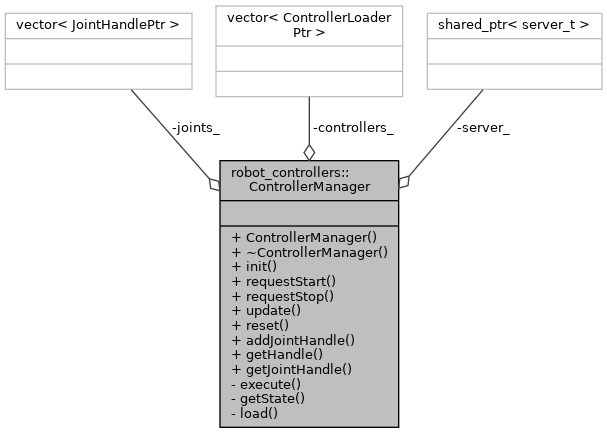 vector< JointHandlePtr >
vector< ControllerLoader
Ptr >
shared_ptr< server_t >
-joints_
-controllers_
-server_
robot_controllers::
ControllerManager
+ ControllerManager()
+ ~ControllerManager()
+ init()
+ requestStart()
+ requestStop()
+ update()
+ reset()
+ addJointHandle()
+ getHandle()
+ getJointHandle()
- execute()
- getState()
- load()